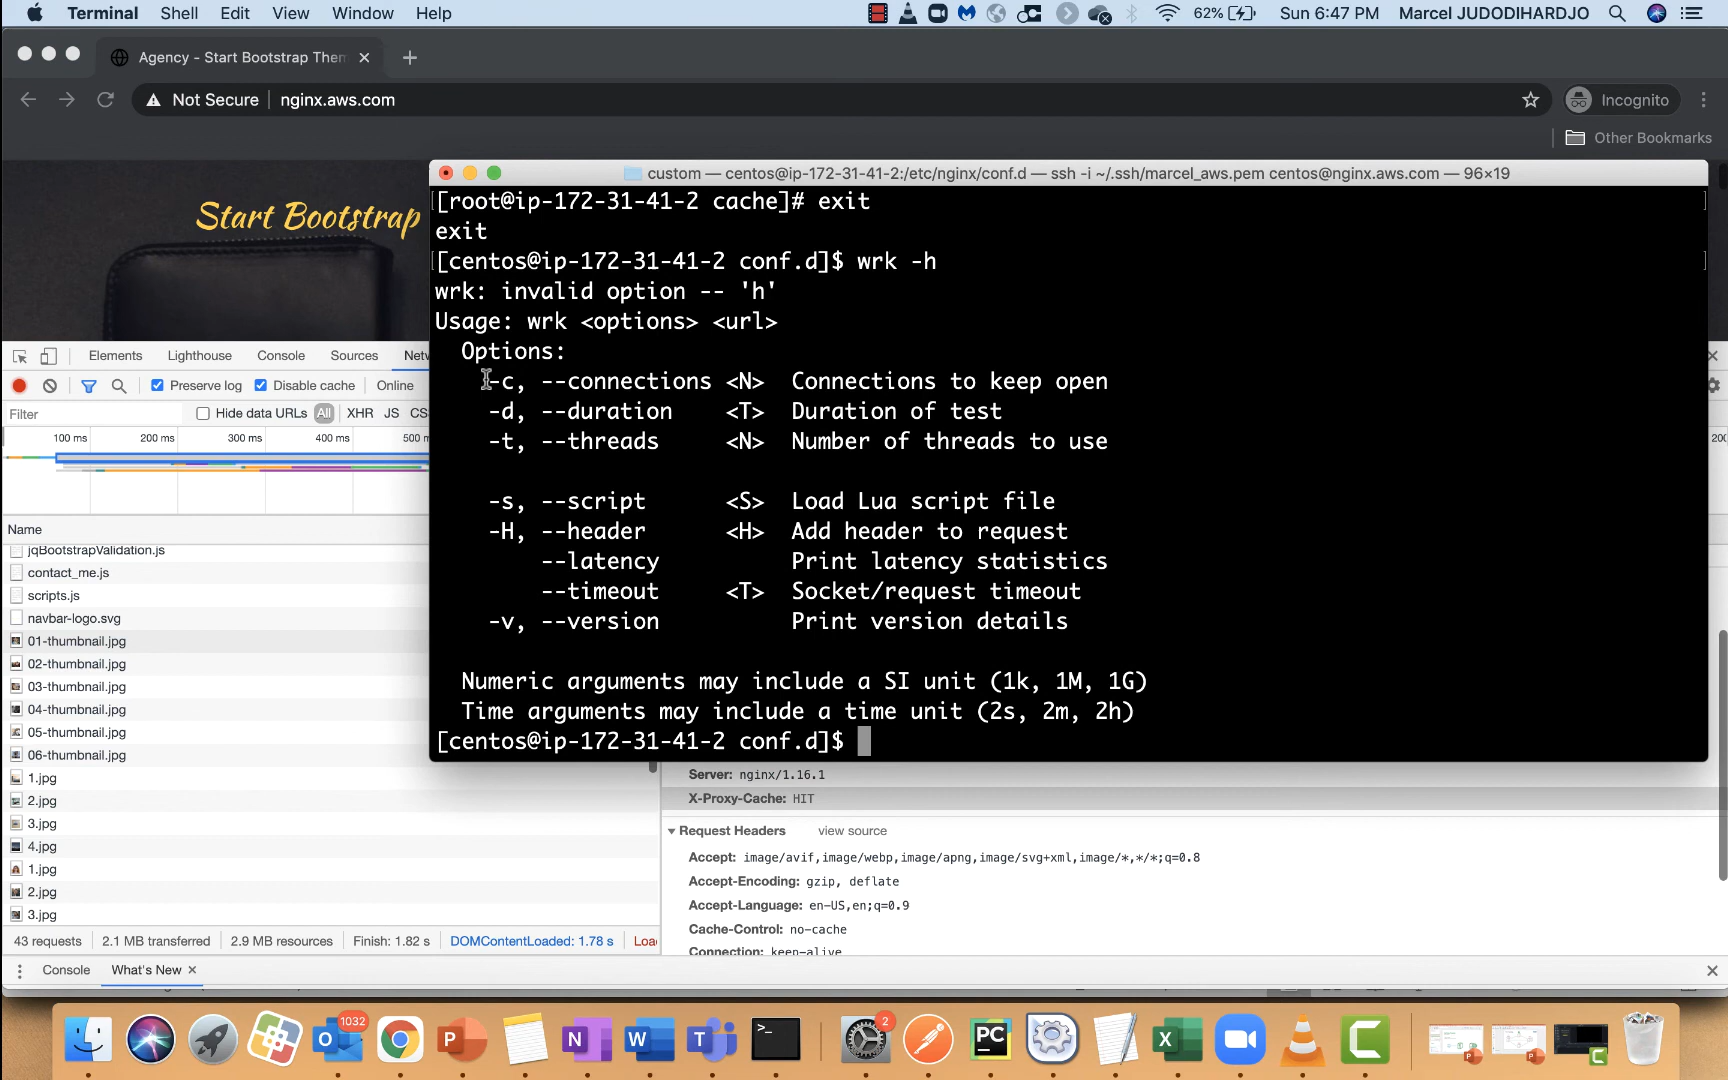 Terminal Shell Edit View Window Help 62% Sun 6:47 PM Marcel JUDODIHARDJO
Agency - Start Bootstrap Them
Not Secure nginx.aws.com Incognito
Other Bookmarks
Start Bootstrap
custom — centos@ip-172-31-41-2:/etc/nginx/conf.d — ssh -i ~/.ssh/marcel_aws.pem centos@nginx.aws.com — 96×19
[root@ip-172-31-41-2 cache]# exit
exit
[centos@ip-172-31-41-2 conf.d]$ wrk -h
wrk: invalid option -- 'h'
Usage: wrk <options> <url>
Options:
-c, --connections <N> Connections to keep open
-d, --duration <T> Duration of test
-t, --threads <N> Number of threads to use
-s, --script <S> Load Lua script file
-H, --header <H> Add header to request
--latency Print latency statistics
--timeout <T> Socket/request timeout
-v, --version Print version details
Numeric arguments may include a SI unit (1k, 1M, 1G)
Time arguments may include a time unit (2s, 2m, 2h)
[centos@ip-172-31-41-2 conf.d]$
Elements Lighthouse Console Sources Netw
Preserve log Disable cache Online
Filter Hide data URLs All XHR JS CS
100 ms 200 ms 300 ms 400 ms 500 m 200
Name
jqBootstrapValidation.js
contact_me.js
scripts.js
navbar-logo.svg
01-thumbnail.jpg
02-thumbnail.jpg
03-thumbnail.jpg
04-thumbnail.jpg
05-thumbnail.jpg
06-thumbnail.jpg
1.jpg
2.jpg
3.jpg
4.jpg
1.jpg
2.jpg
3.jpg
43 requests 2.1 MB transferred 2.9 MB resources Finish: 1.82 s DOMContentLoaded: 1.78 s Loa
Server: nginx/1.16.1
X-Proxy-Cache: HIT
Request Headers view source
Accept: image/avif,image/webp,image/apng,image/svg+xml,image/*,*/*;q=0.8
Accept-Encoding: gzip, deflate
Accept-Language: en-US,en;q=0.9
Cache-Control: no-cache
Connection: keep-alive
Console What's New
1032 2